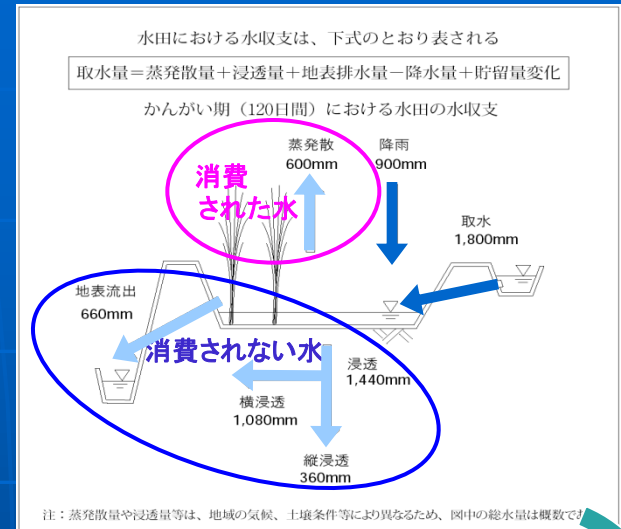 水田における水収支は、下式のとおり表される
取水量＝蒸発散量＋浸透量＋地表排水量－降水量＋貯留量変化
かんがい期（120日間）における水田の水収支
蒸発散
600mm
降雨
900mm
消費
された水
取水
1,800mm
地表流出
660mm
消費されない水
浸透
1,440mm
横浸透
1,080mm
縦浸透
360mm
注：蒸発散量や浸透量等は、地域の気候、土壌条件等により異なるため、図中の総水量は概数で